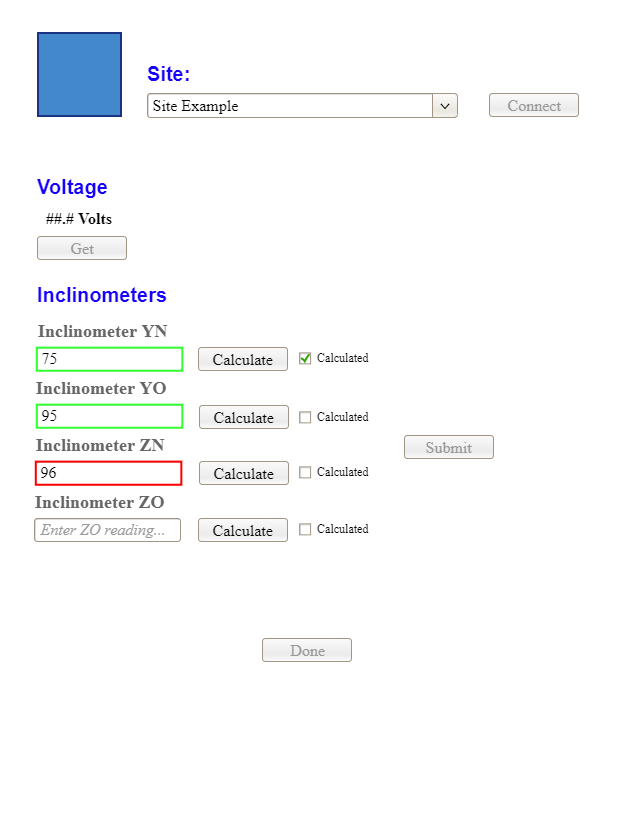 Site:
Site Example
Connect
Voltage
##.# Volts
Get
Inclinometers
Inclinometer YN
75 Calculate Calculated
Inclinometer YO
95 Calculate Calculated
Inclinometer ZN
Submit
96 Calculate Calculated
Inclinometer ZO
Enter ZO reading... Calculate Calculated
Done